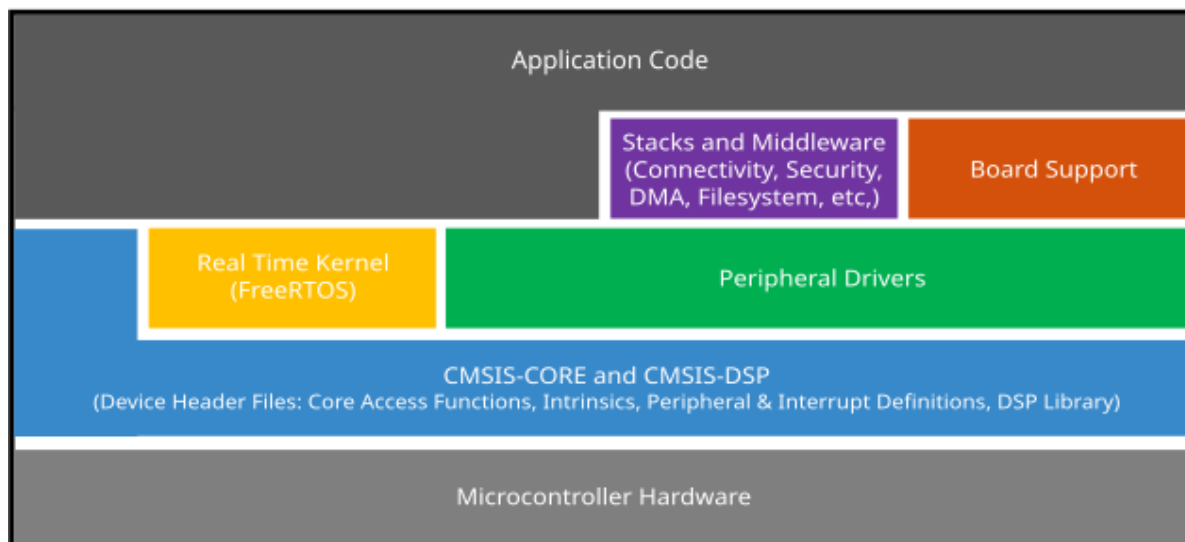 Application Code
Stacks and Middleware
(Connectivity, Security,
DMA, Filesystem, etc,)
Board Support
Real Time Kernel
(FreeRTOS)
Peripheral Drivers
CMSIS-CORE and CMSIS-DSP
(Device Header Files: Core Access Functions, Intrinsics, Peripheral & Interrupt Definitions, DSP Library)
Microcontroller Hardware